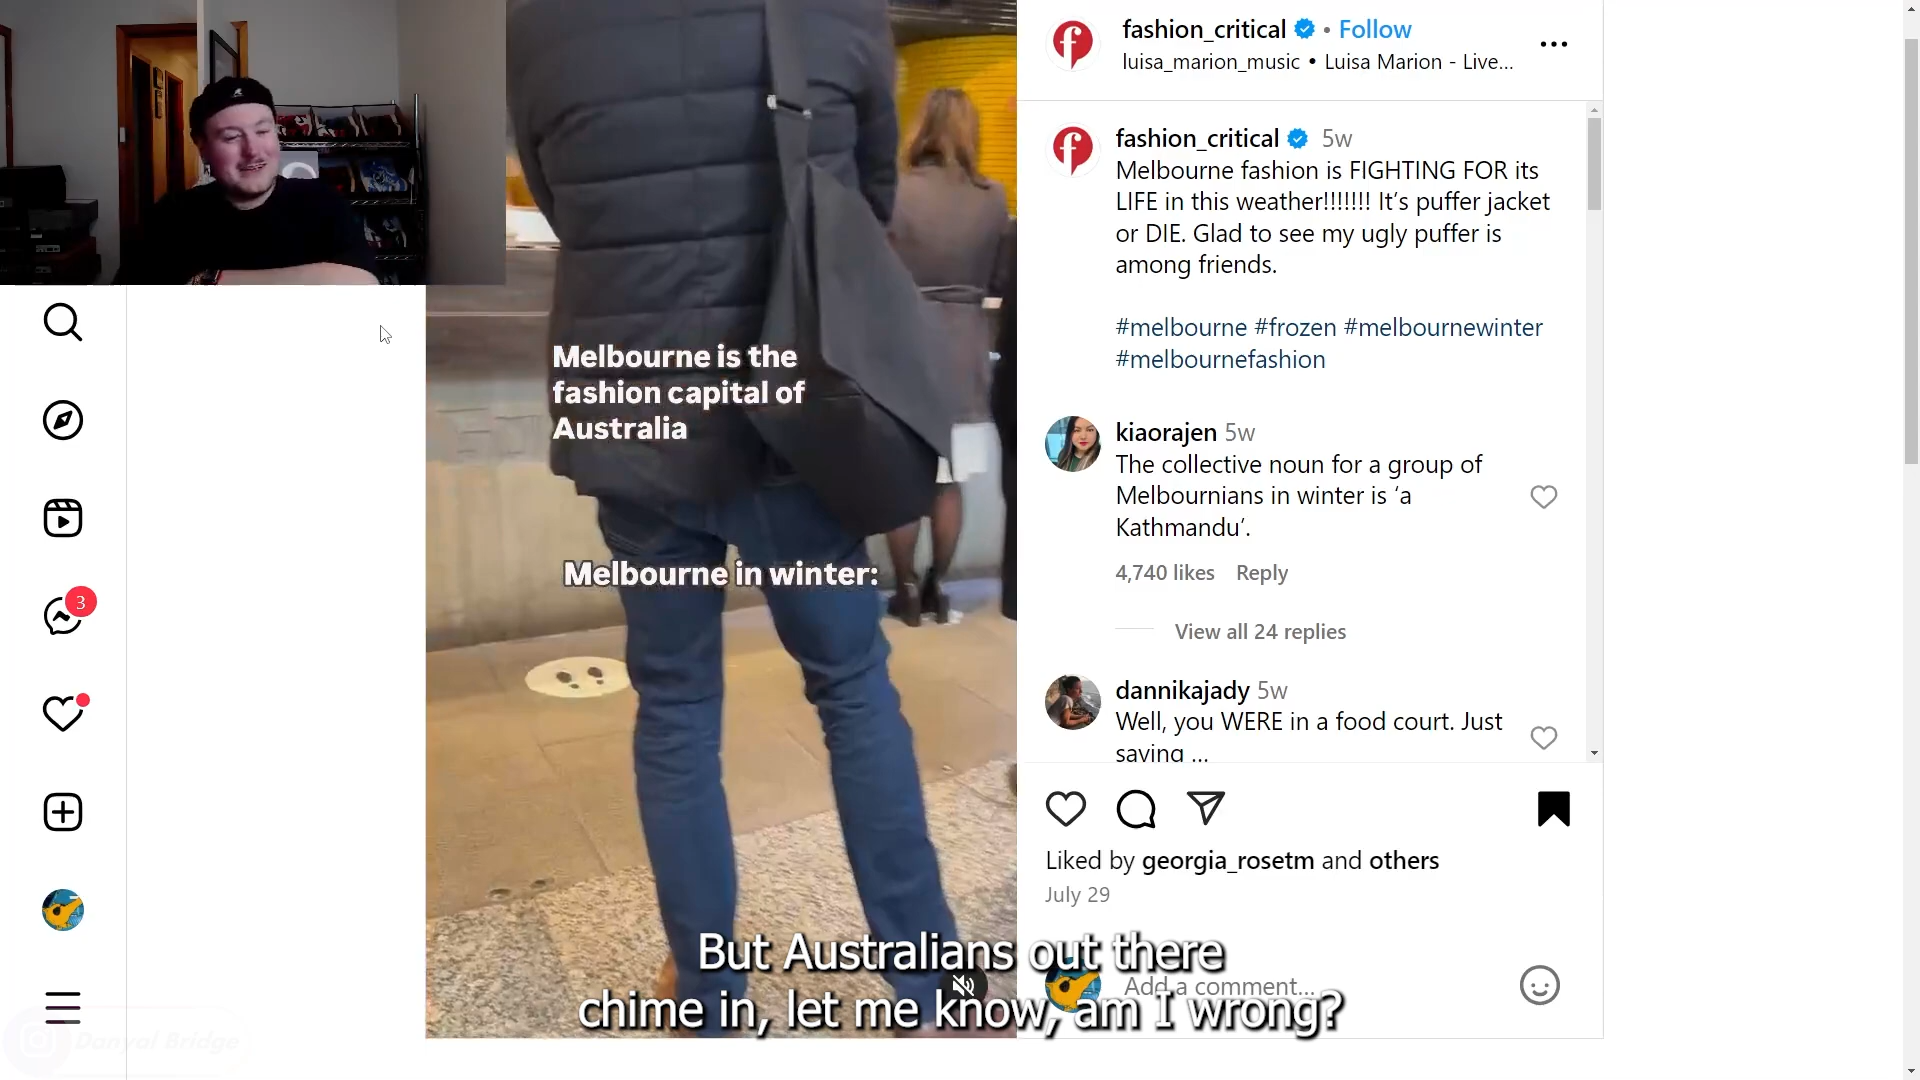 fashion_critical • Follow
luisa_marion_music • Luisa Marion - Live...
fashion_critical 5w
Melbourne fashion is FIGHTING FOR its
LIFE in this weather!!!!!!! It’s puffer jacket
or DIE. Glad to see my ugly puffer is
among friends.
#melbourne #frozen #melbournewinter
#melbournefashion
kiaorajen 5w
The collective noun for a group of
Melbournians in winter is ‘a
Kathmandu’.
4,740 likes Reply
View all 24 replies
dannikajady 5w
Well, you WERE in a food court. Just
saying ...
Liked by georgia_rosetm and others
July 29
Add a comment...
Melbourne is the
fashion capital of
Australia
Melbourne in winter:
3
But Australians out there
chime in, let me know, am I wrong?
Danyal Bridge